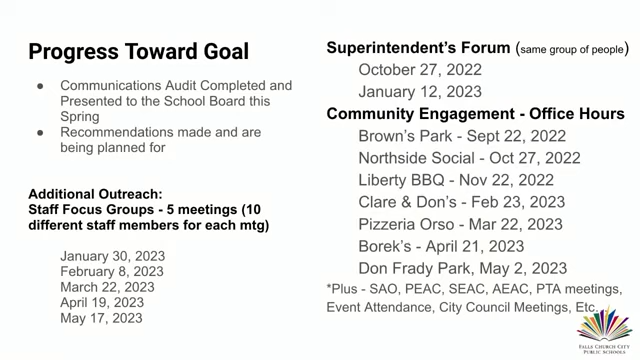 Progress Toward Goal
● Communications Audit Completed and
Presented to the School Board this
Spring
● Recommendations made and are
being planned for
Additional Outreach:
Staff Focus Groups - 5 meetings (10
different staff members for each mtg)
January 30, 2023
February 8, 2023
March 22, 2023
April 19, 2023
May 17, 2023
Superintendent's Forum (same group of people)
October 27, 2022
January 12, 2023
Community Engagement - Office Hours
Brown's Park - Sept 22, 2022
Northside Social - Oct 27, 2022
Liberty BBQ - Nov 22, 2022
Clare & Don's - Feb 23, 2023
Pizzeria Orso - Mar 22, 2023
Borek's - April 21, 2023
Don Frady Park, May 2, 2023
*Plus - SAO, PEAC, SEAC, AEAC, PTA meetings,
Event Attendance, City Council Meetings, Etc
FALLS CHURCH CITY
PUBLIC SCHOOLS